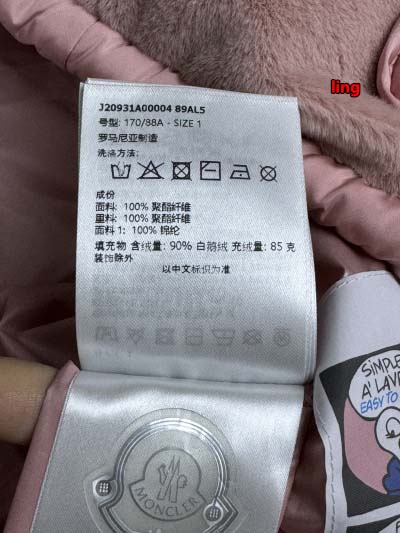 ling
J20931A00004 89AL5
号型: 170/88A - SIZE 1
罗马尼亚制造
洗涤方法:
成份
面料: 100% 聚酯纤维
里料: 100% 聚酯纤维
面料 1: 100% 锦纶
填充物 含绒量: 90% 白鹅绒 充绒量: 85 克
装饰除外
以中文标识为准
SIMPLE
A' LAVE
EASY TO
MONCLER